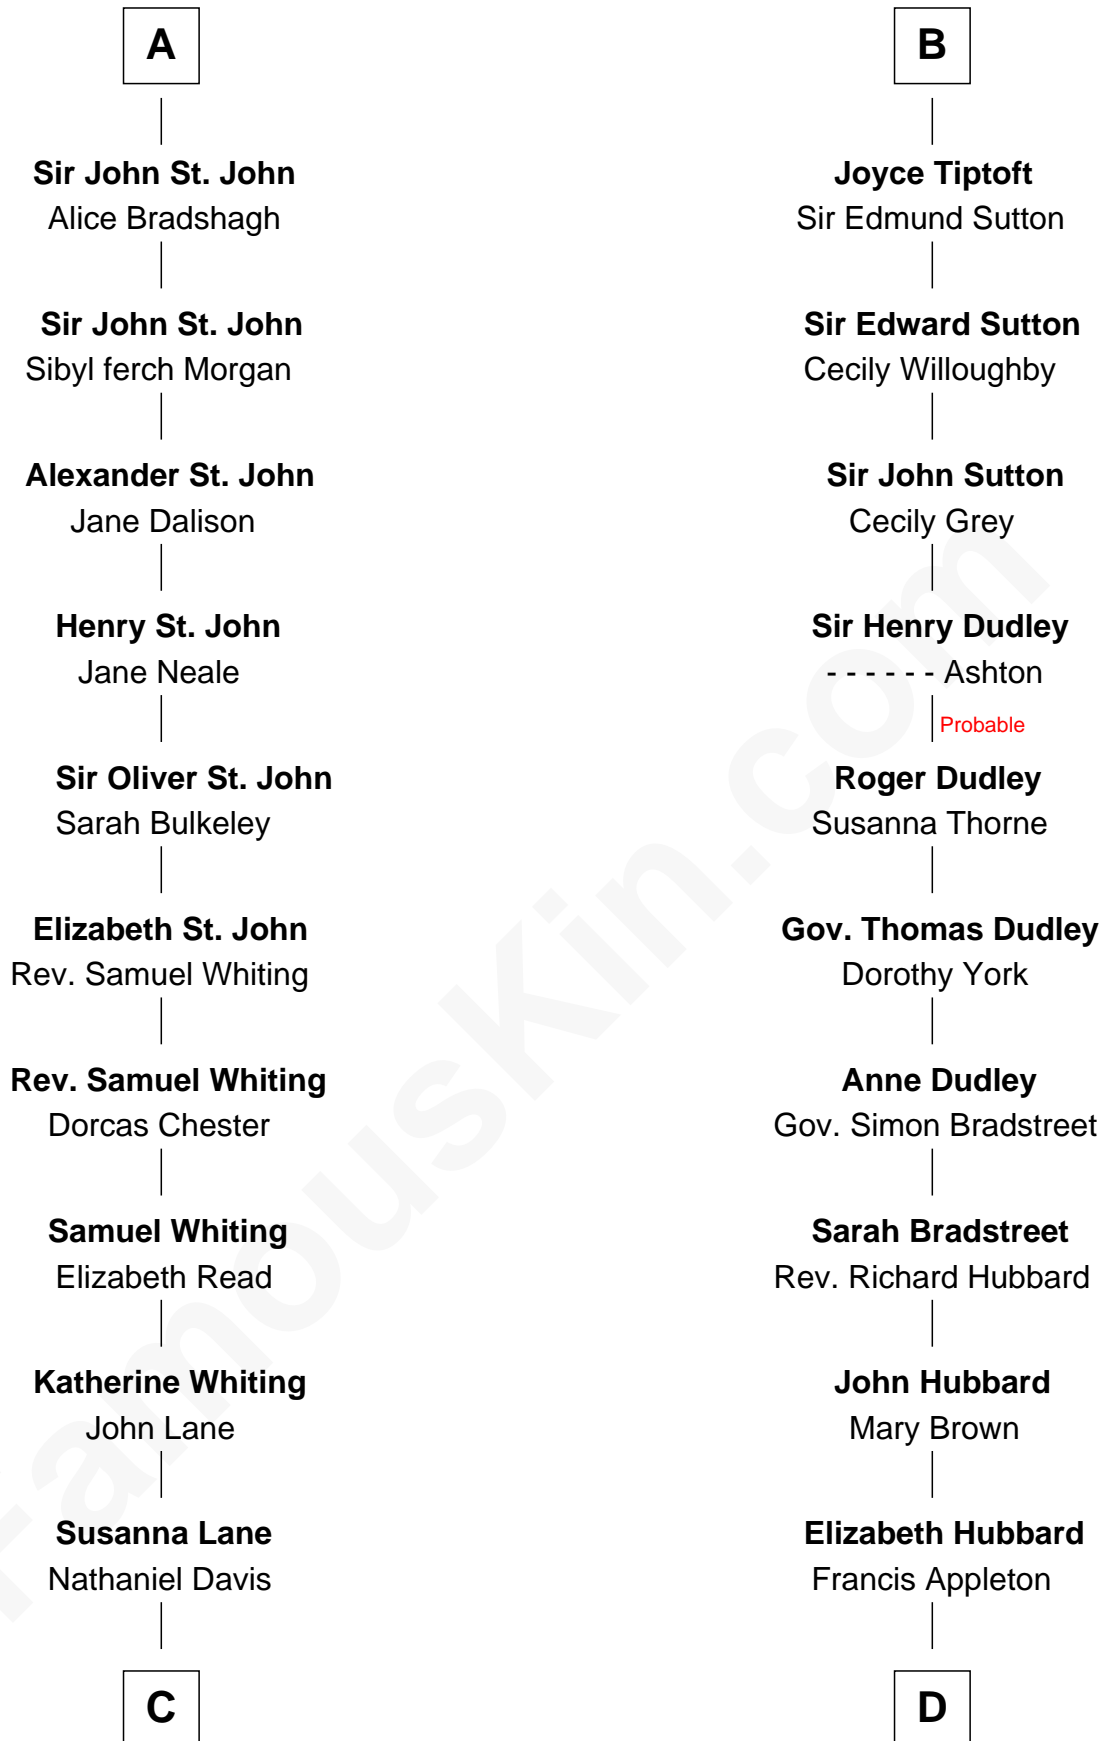 A
Sir John St. John
Alice Bradshagh
Sir John St. John
Sibyl ferch Morgan
Alexander St. John
Jane Dalison
Henry St. John
Jane Neale
Sir Oliver St. John
Sarah Bulkeley
Elizabeth St. John
Rev. Samuel Whiting
Rev. Samuel Whiting
Dorcas Chester
Samuel Whiting
Elizabeth Read
Katherine Whiting
John Lane
Susanna Lane
Nathaniel Davis
C
B
Joyce Tiptoft
Sir Edmund Sutton
Sir Edward Sutton
Cecily Willoughby
Sir John Sutton
Cecily Grey
Sir Henry Dudley
- - - - - - Ashton
Probable
Roger Dudley
Susanna Thorne
Gov. Thomas Dudley
Dorothy York
Anne Dudley
Gov. Simon Bradstreet
Sarah Bradstreet
Rev. Richard Hubbard
John Hubbard
Mary Brown
Elizabeth Hubbard
Francis Appleton
D
FamousKin.com